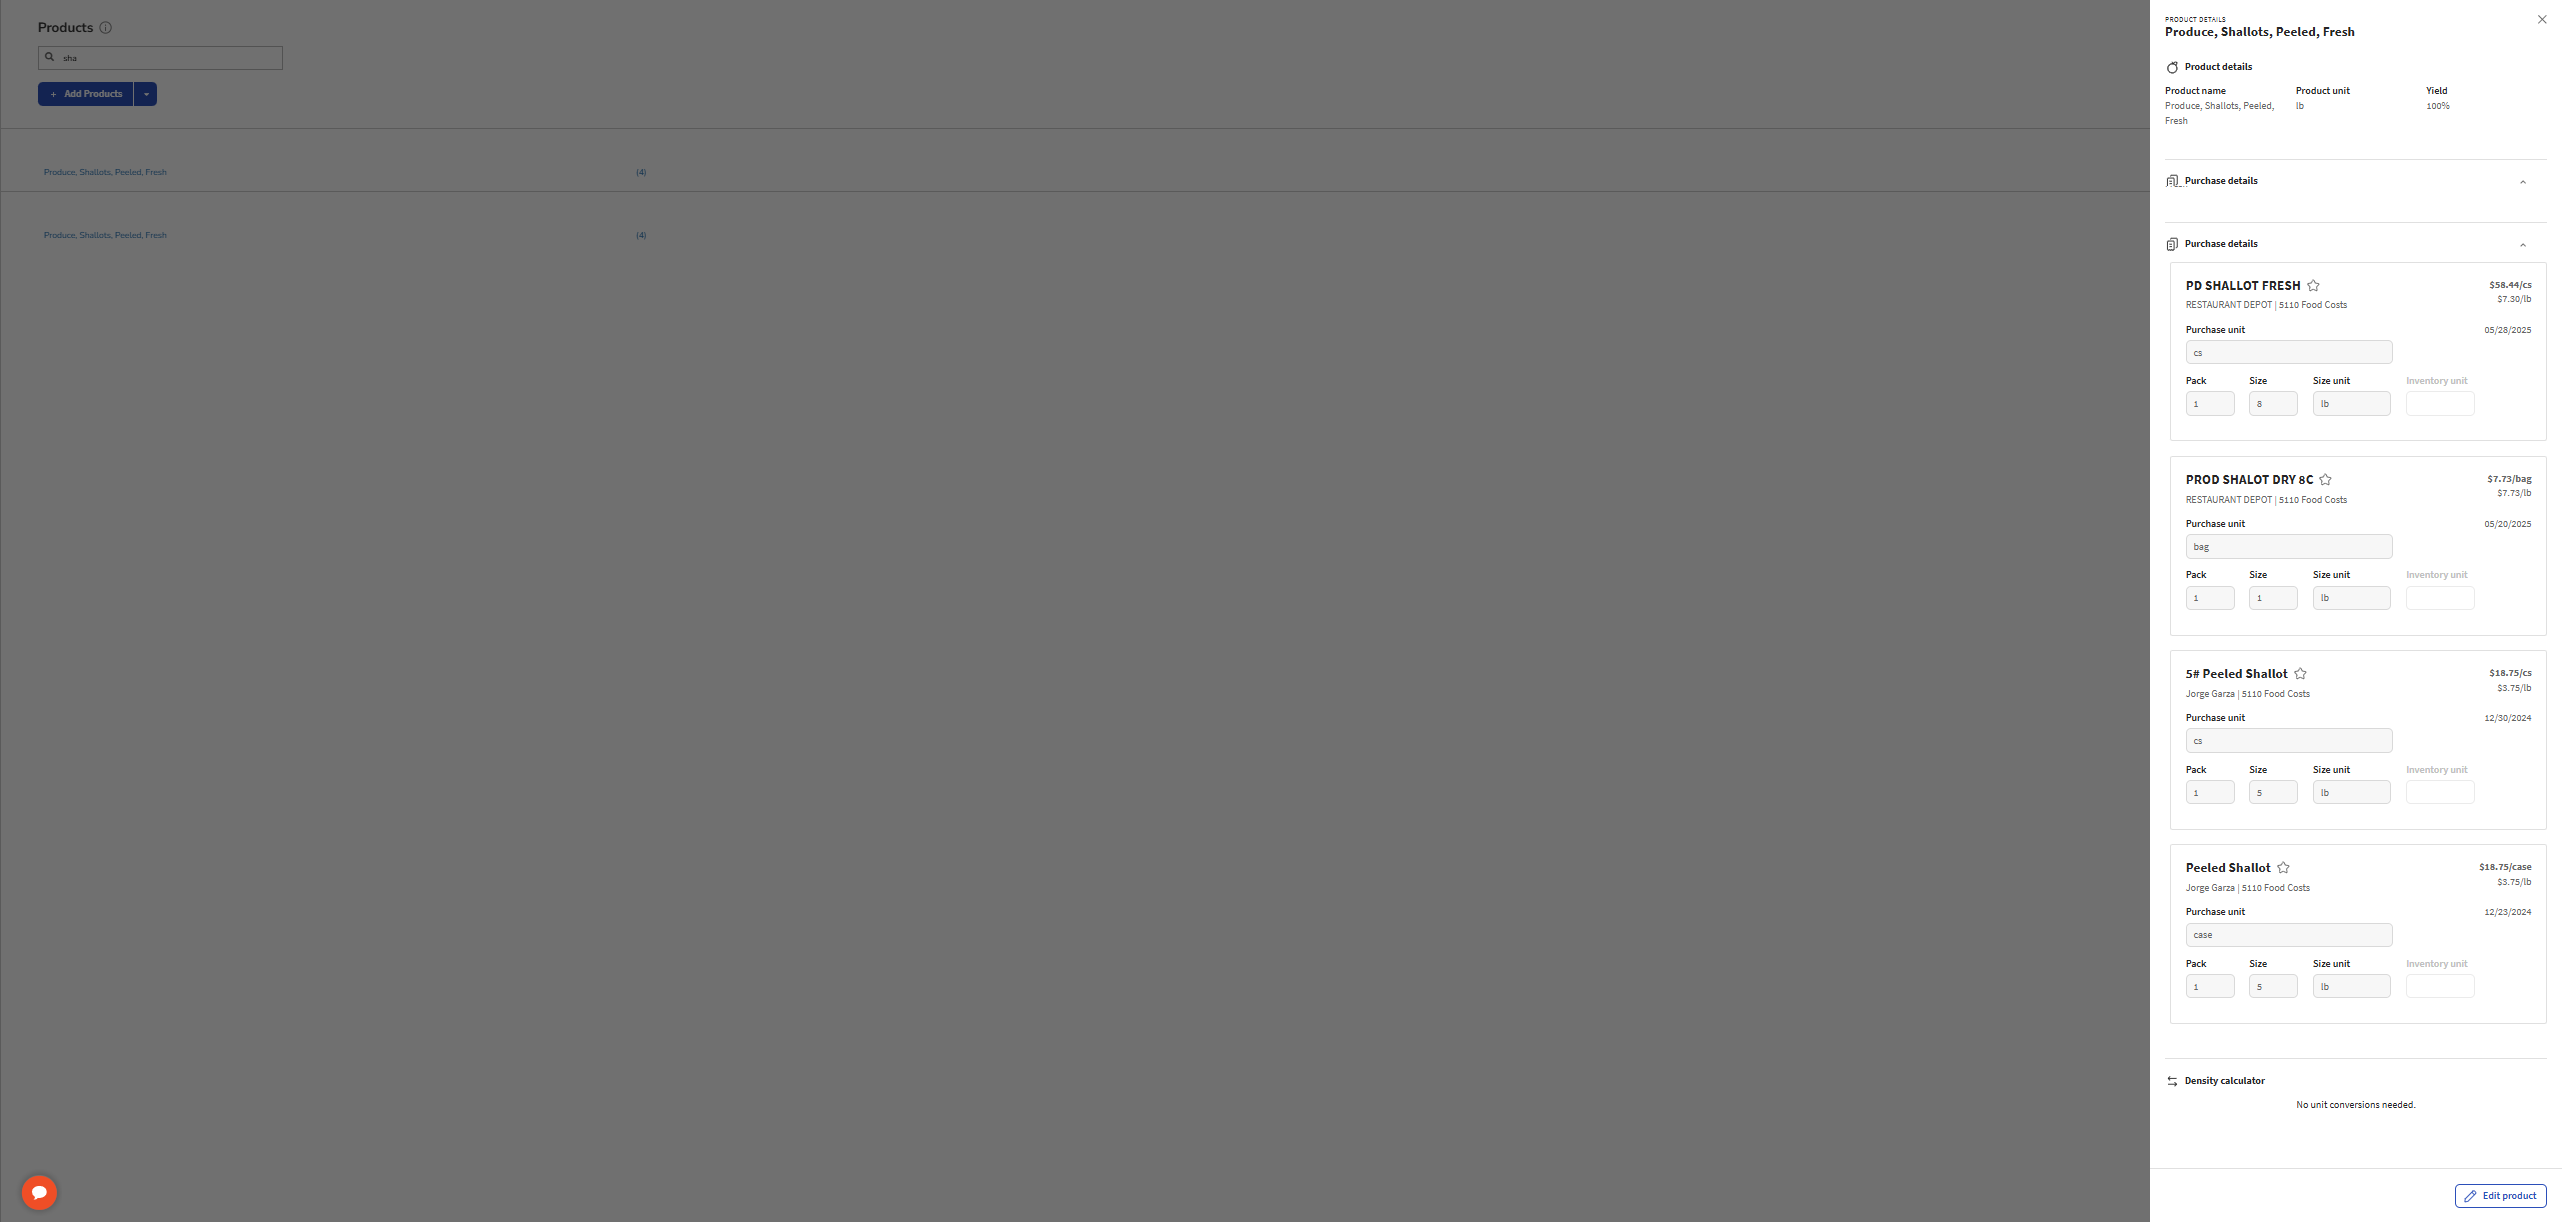 Products
sha
+ Add Products
Produce, Shallots, Peeled, Fresh (4)
Produce, Shallots, Peeled, Fresh (4)
PRODUCT DETAILS
Produce, Shallots, Peeled, Fresh
Product details
Product name Product unit Yield
Produce, Shallots, Peeled, Fresh lb 100%
Purchase details
Purchase details
PD SHALLOT FRESH $58.44/cs
RESTAURANT DEPOT | 5110 Food Costs $7.30/lb
Purchase unit 05/28/2025
cs
Pack Size Size unit Inventory unit
1 8 lb
PROD SHALOT DRY 8C $7.73/bag
RESTAURANT DEPOT | 5110 Food Costs $7.73/lb
Purchase unit 05/20/2025
bag
Pack Size Size unit Inventory unit
1 1 lb
5# Peeled Shallot $18.75/cs
Jorge Garza | 5110 Food Costs $3.75/lb
Purchase unit 12/30/2024
cs
Pack Size Size unit Inventory unit
1 5 lb
Peeled Shallot $18.75/case
Jorge Garza | 5110 Food Costs $3.75/lb
Purchase unit 12/23/2024
case
Pack Size Size unit Inventory unit
1 5 lb
Density calculator
No unit conversions needed.
Edit product